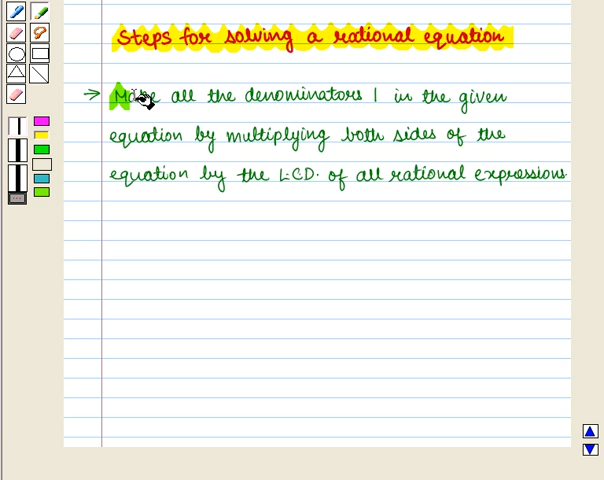 Steps for solving a rational equation
→ Make all the denominators 1 in the given
equation by multiplying both sides of the
equation by the L.C.D. of all rational expressions